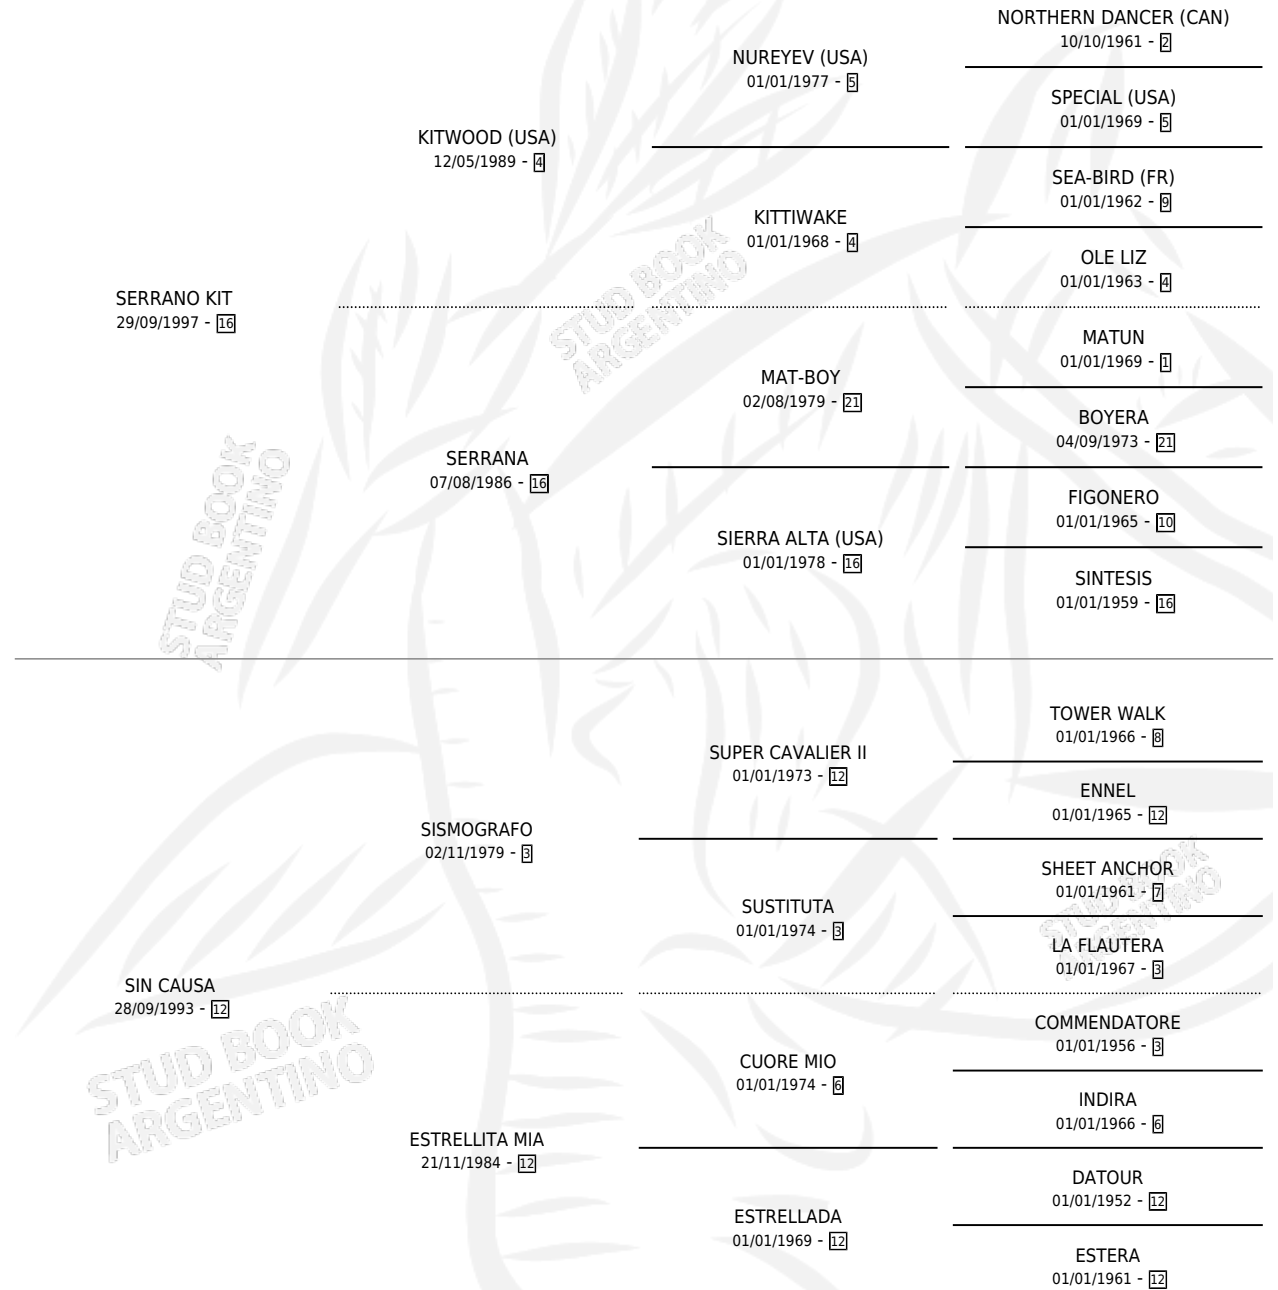 NORTHERN DANCER (CAN)
10/10/1961 - 2
NUREYEV (USA)
01/01/1977 - 5
SPECIAL (USA)
01/01/1969 - 5
KITWOOD (USA)
12/05/1989 - 4
SEA-BIRD (FR)
01/01/1962 - 9
KITTIWAKE
01/01/1968 - 4
OLE LIZ
01/01/1963 - 4
SERRANO KIT
29/09/1997 - 16
STUD BOOK
ARGENTINO
MATUN
01/01/1969 - 1
MAT-BOY
02/08/1979 - 21
BOYERA
04/09/1973 - 21
SERRANA
07/08/1986 - 16
FIGONERO
01/01/1965 - 10
SIERRA ALTA (USA)
01/01/1978 - 16
SINTESIS
01/01/1959 - 16
STUD BOOK
ARGENTINO
TOWER WALK
01/01/1966 - 8
SUPER CAVALIER II
01/01/1973 - 12
ENNEL
01/01/1965 - 12
SISMOGRAFO
02/11/1979 - 3
SHEET ANCHOR
01/01/1961 - 7
SUSTITUTA
01/01/1974 - 3
STUD BOOK
ARGENTINO
LA FLAUTERA
01/01/1967 - 3
SIN CAUSA
28/09/1993 - 12
COMMENDATORE
01/01/1956 - 3
CUORE MIO
01/01/1974 - 6
STUD BOOK
ARGENTINO
INDIRA
01/01/1966 - 6
ESTRELLITA MIA
21/11/1984 - 12
DATOUR
01/01/1952 - 12
ESTRELLADA
01/01/1969 - 12
ESTERA
01/01/1961 - 12